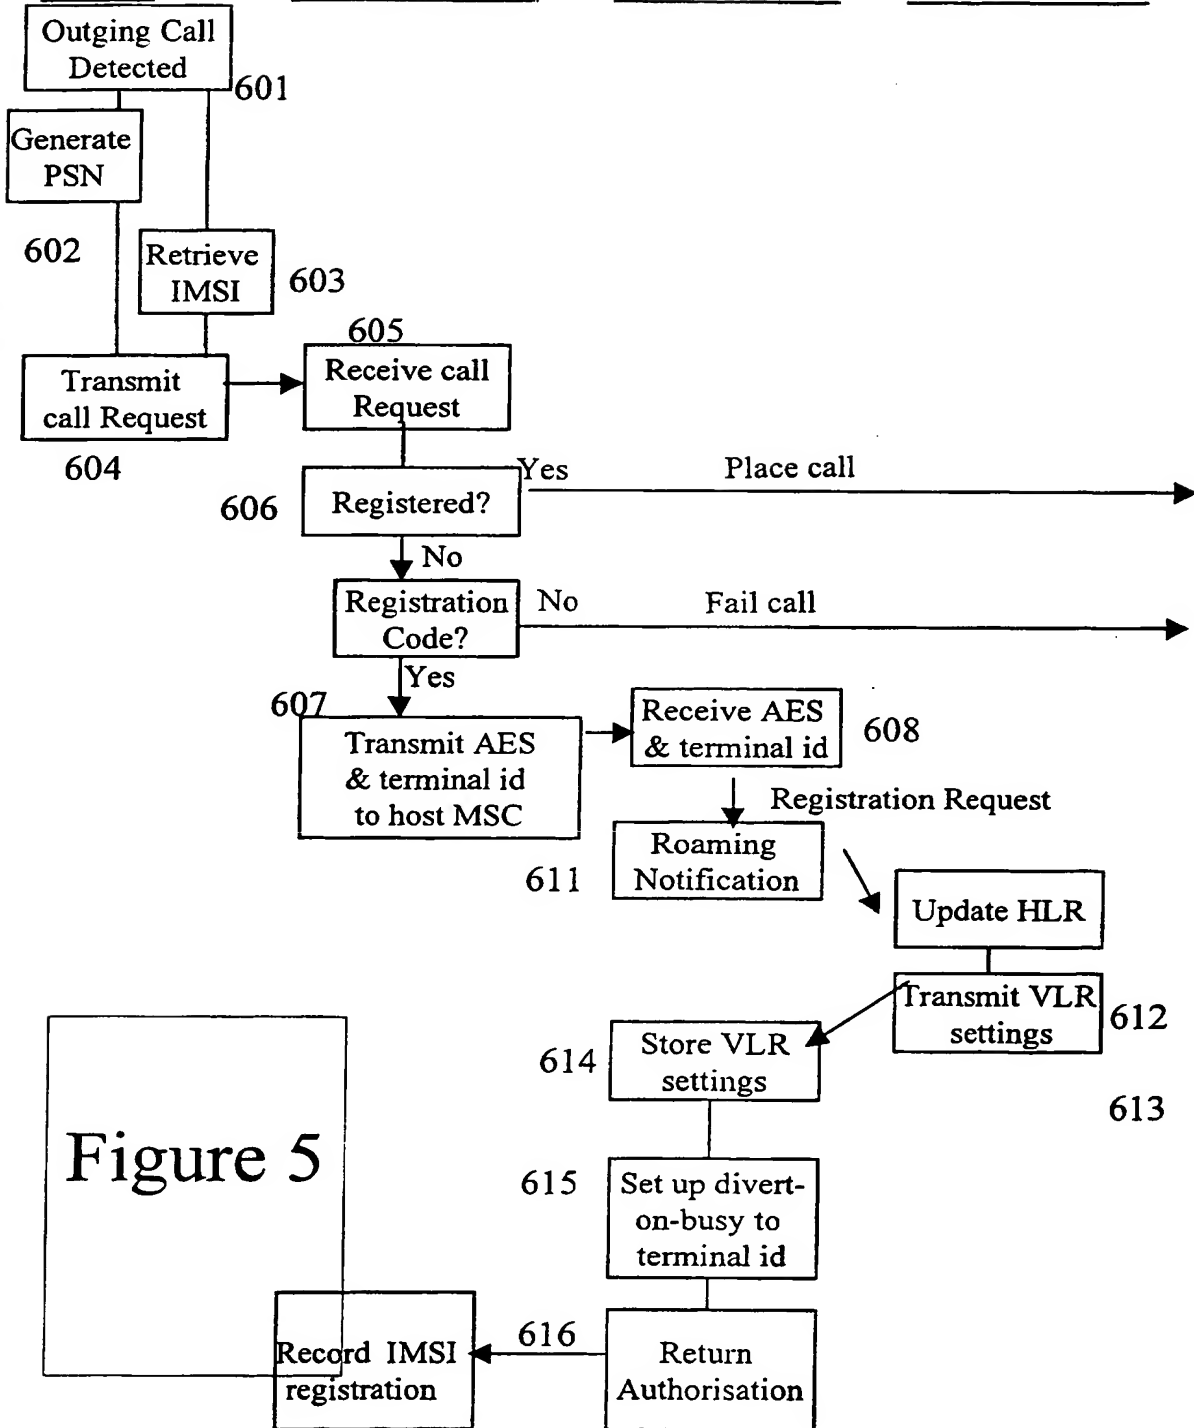 Outging Call
Detected
601
Generate
PSN
602
Retrieve
IMSI
603
605
Transmit
call Request
604
Receive call
Request
Yes
Place call
606
Registered?
No
Registration
Code?
No
Fail call
Yes
607
Transmit AES
& terminal id
to host MSC
Receive AES
& terminal id
608
Registration Request
Roaming
Notification
611
Update HLR
Transmit VLR
settings
612
613
614
Store VLR
settings
Figure 5
615
Set up divert-
on-busy to
terminal id
616
Record IMSI
registration
Return
Authorisation